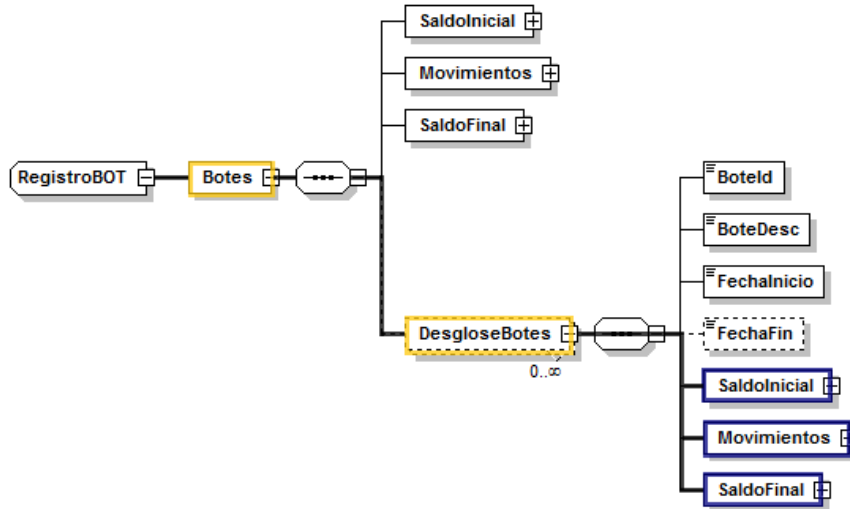 SaldoInicial
Movimientos
SaldoFinal
RegistroBOT
Botes
BoteId
BoteDesc
FechaInicio
DesgloseBotes
FechaFin
0..∞
SaldoInicial
Movimientos
SaldoFinal